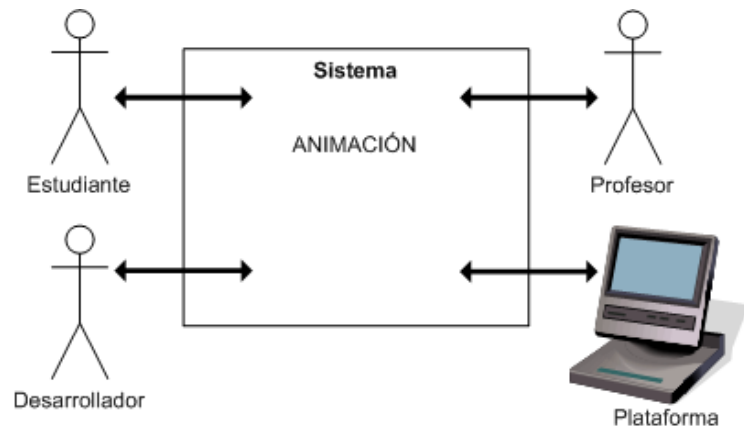 Sistema
ANIMACIÓN
Estudiante
Profesor
Desarrollador
Plataforma